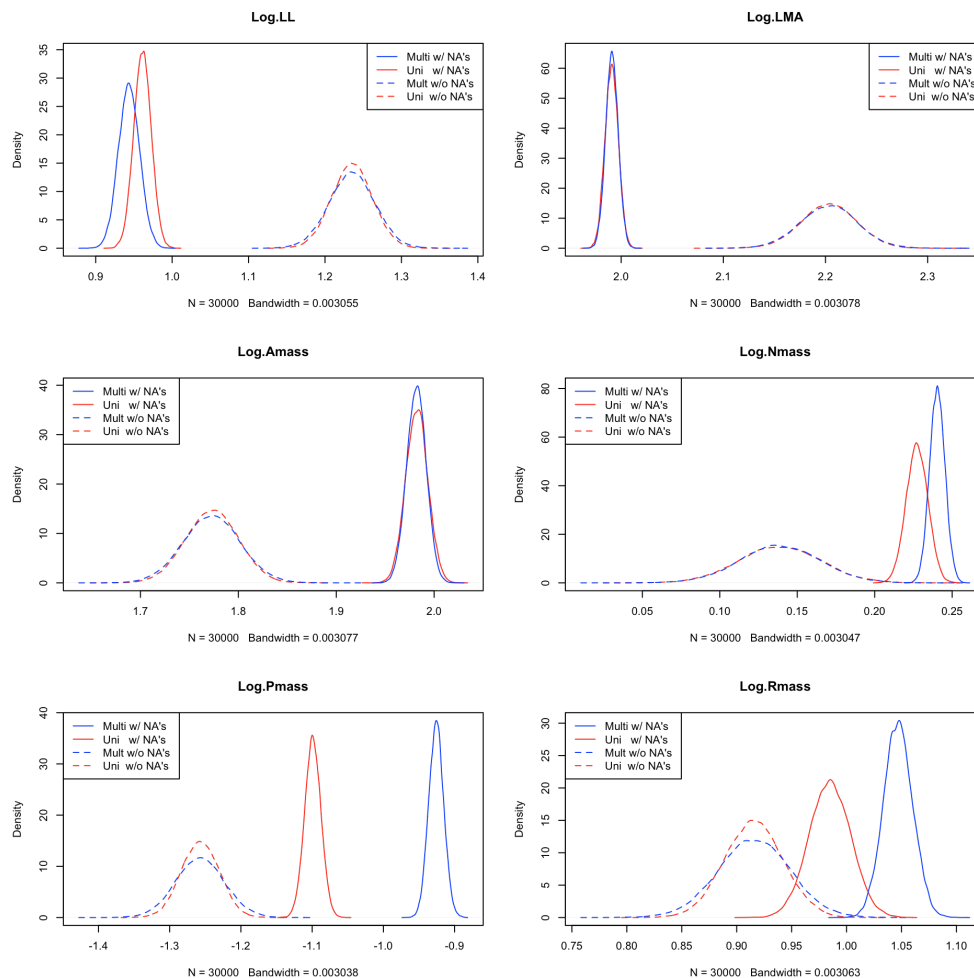 Log.LL
Density
0 5 10 15 20 25 30 35
Multi w/ NA's
Uni w/ NA's
Mult w/o NA's
Uni w/o NA's
0.9 1.0 1.1 1.2 1.3 1.4
N = 30000 Bandwidth = 0.003055
Log.LMA
Density
0 10 20 30 40 50 60
Multi w/ NA's
Uni w/ NA's
Mult w/o NA's
Uni w/o NA's
2.0 2.1 2.2 2.3
N = 30000 Bandwidth = 0.003078
Log.Amass
Density
0 10 20 30 40
Multi w/ NA's
Uni w/ NA's
Mult w/o NA's
Uni w/o NA's
1.7 1.8 1.9 2.0
N = 30000 Bandwidth = 0.003077
Log.Nmass
Density
0 20 40 60 80
Multi w/ NA's
Uni w/ NA's
Mult w/o NA's
Uni w/o NA's
0.05 0.10 0.15 0.20 0.25
N = 30000 Bandwidth = 0.003047
Log.Pmass
Density
0 10 20 30 40
Multi w/ NA's
Uni w/ NA's
Mult w/o NA's
Uni w/o NA's
-1.4 -1.3 -1.2 -1.1 -1.0 -0.9
N = 30000 Bandwidth = 0.003038
Log.Rmass
Density
0 5 10 15 20 25 30
Multi w/ NA's
Uni w/ NA's
Mult w/o NA's
Uni w/o NA's
0.75 0.80 0.85 0.90 0.95 1.00 1.05 1.10
N = 30000 Bandwidth = 0.003063